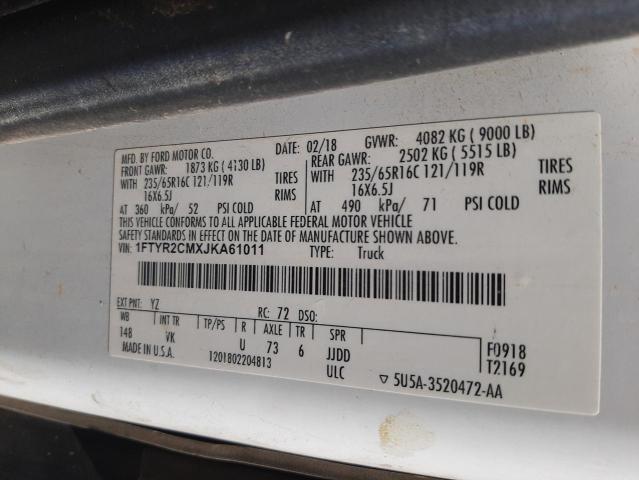 MFD. BY FORD MOTOR CO. DATE: 02/18 GVWR: 4082 KG ( 9000 LB)
FRONT GAWR: 1873 KG ( 4130 LB) REAR GAWR: 2502 KG ( 5515 LB)
WITH 235/65R16C 121/119R TIRES WITH 235/65R16C 121/119R TIRES
16X6.5J RIMS 16X6.5J RIMS
AT 360 kPa/ 52 PSI COLD AT 490 kPa/ 71 PSI COLD
THIS VEHICLE CONFORMS TO ALL APPLICABLE FEDERAL MOTOR VEHICLE
SAFETY STANDARDS IN EFFECT ON THE DATE OF MANUFACTURE SHOWN ABOVE.
VIN: 1FTYR2CMXJKA61011 TYPE: Truck
EXT PNT: YZ RC: 72 DSO:
WB INT TR TP/PS R AXLE TR SPR
148 VK U 73 6 JJDD
MADE IN U.S.A. 1201802204813 ULC
F0918
T2169
▽ 5U5A-3520472-AA